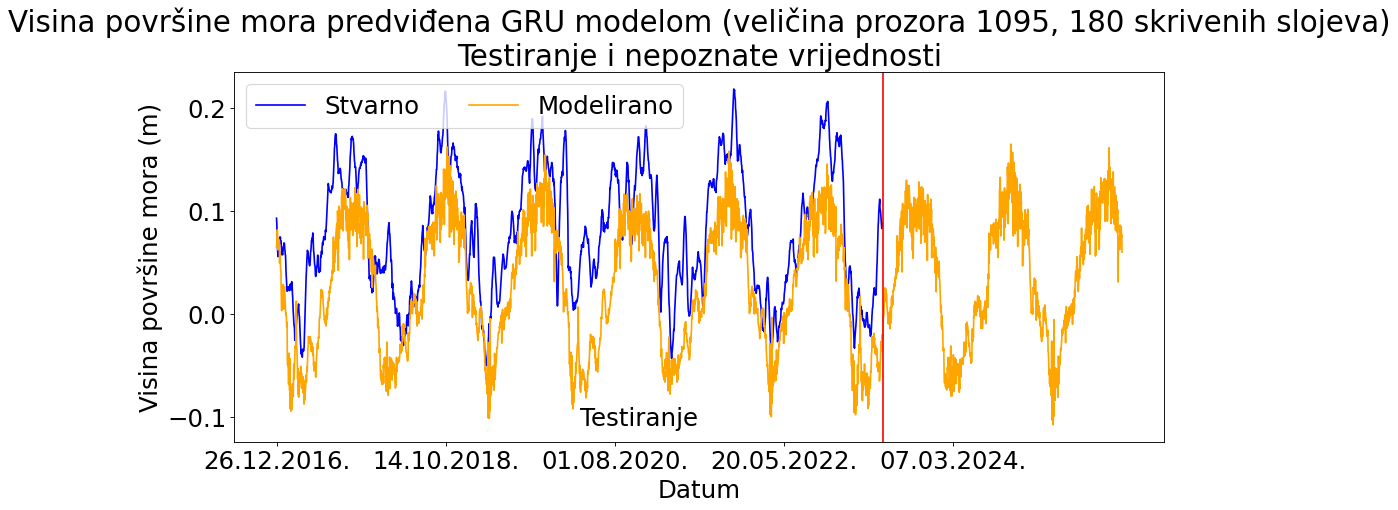 Visina površine mora predviđena GRU modelom (veličina prozora 1095, 180 skrivenih slojeva)
Testiranje i nepoznate vrijednosti
Stvarno
Modelirano
Visina površine mora (m)
0.2
0.1
0.0
−0.1
Testiranje
26.12.2016.
14.10.2018.
01.08.2020.
20.05.2022.
07.03.2024.
Datum